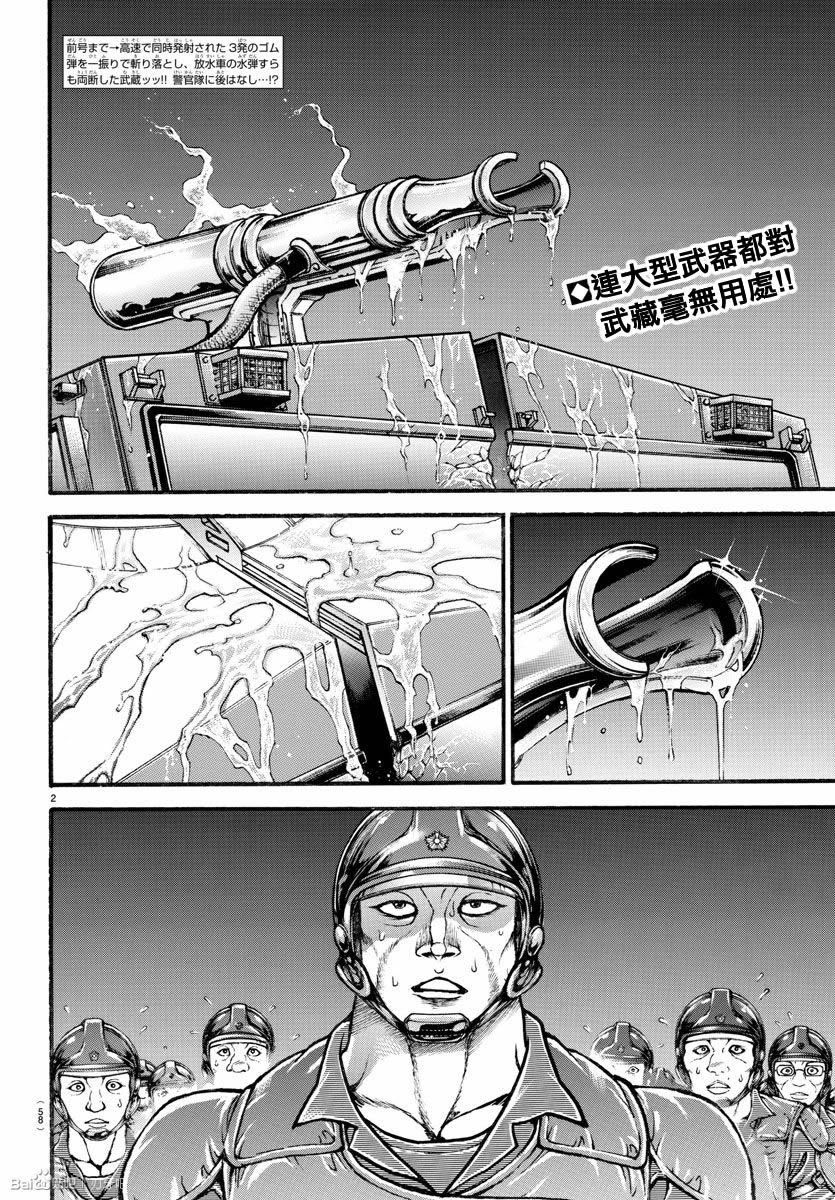 前号まで→高速で同時発射された3発のゴム
弾を一振りで斬り落とし、放水車の水弾すら
も両断した武蔵ッッ!! 警官隊に後はなし…!?
連大型武器都對
武藏毫無用處!!
2
(58)